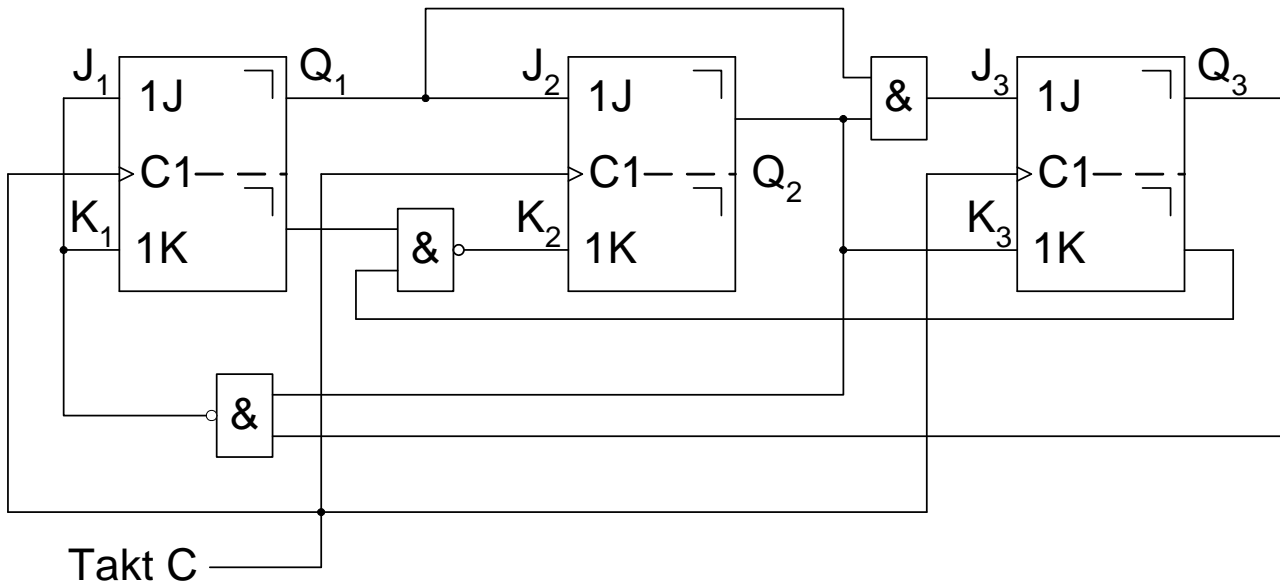 J₁ 1J Q₁ J₂ 1J & J₃ 1J Q₃
C1 C1 Q₂ C1
K₁ 1K & K₂ 1K K₃ 1K
&
Takt C